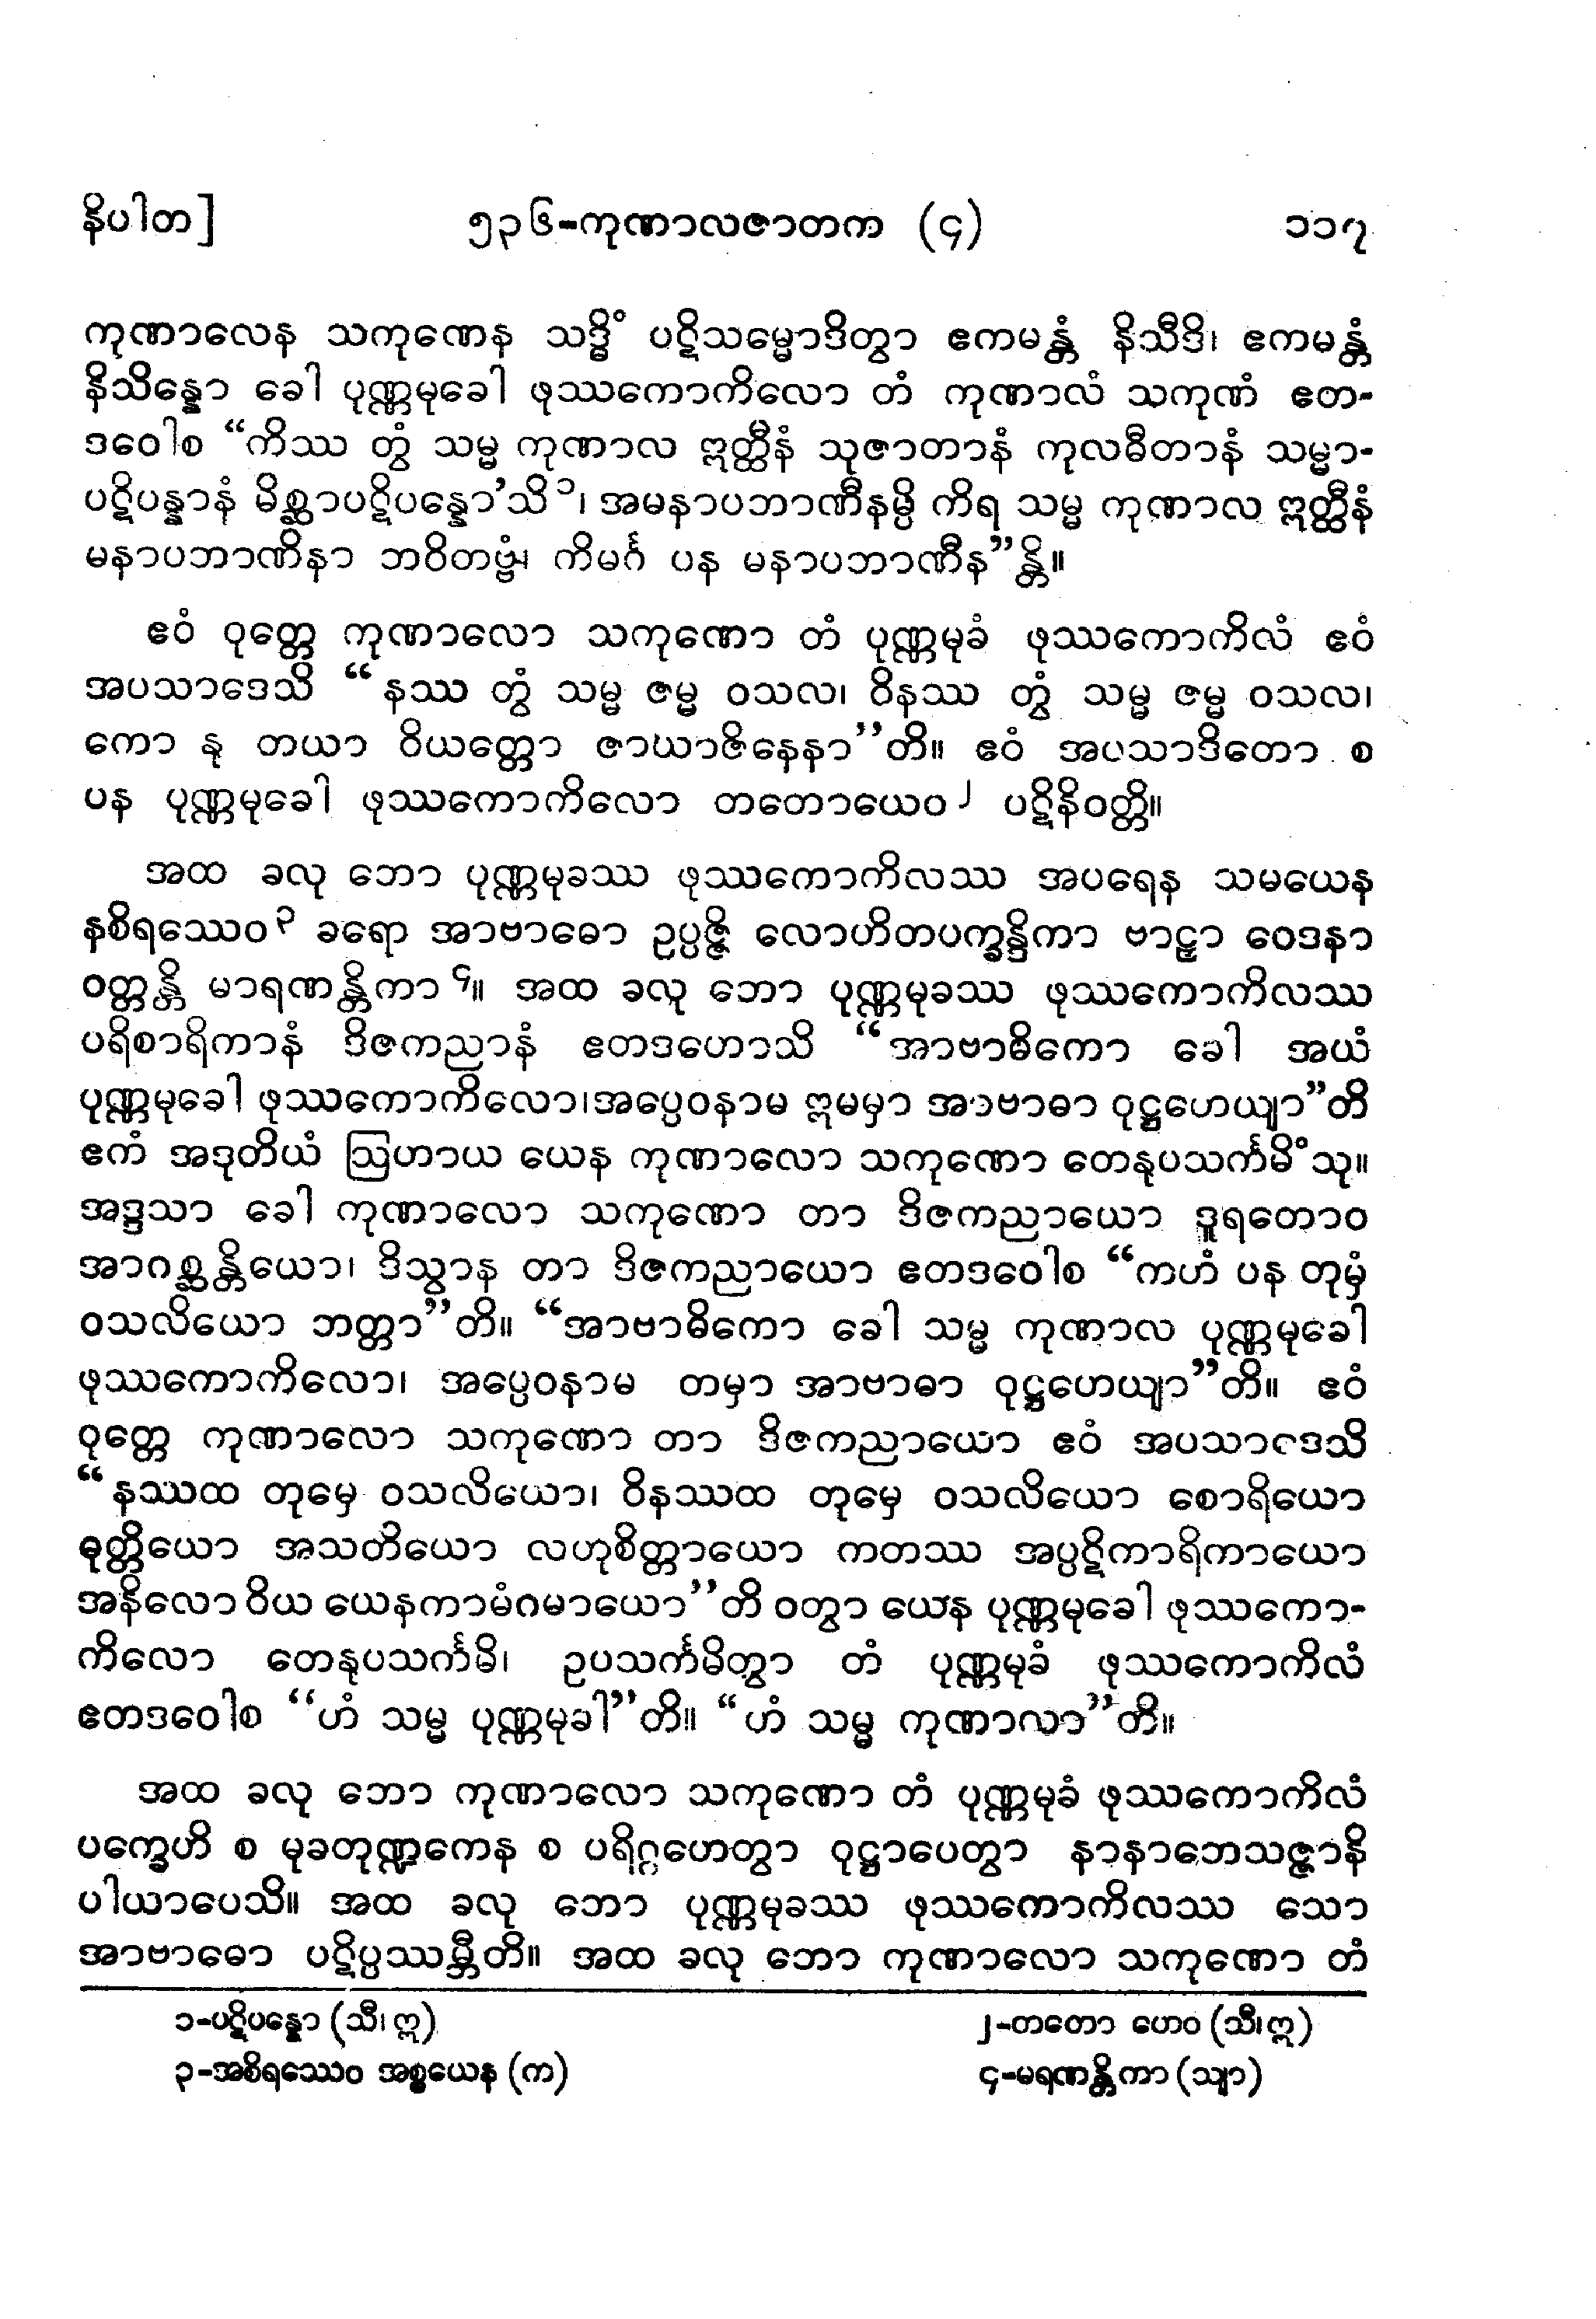 နိပါတ] ၅၃၆-ကုဏာလဇာတက (၄) ၁၁၇
ကုဏာလေန သကုဏေန သဒ္ဓိံ ပဋိသမ္မောဒိတွာ ဧကမန္တံ နိသီဒိ၊ ဧကမန္တံ
နိသိန္နော ခေါ ပုဏ္ဏမုခေါ ဖုဿကောကိလော တံ ကုဏာလံ သကုဏံ ဧတ-
ဒဝေါစ “ကိဿ တွံ သမ္မ ကုဏာလ ဣတ္ထီနံ သုဇာတာနံ ကုလဓီတာနံ သမ္မာ-
ပဋိပန္နာနံ မိစ္ဆာပဋိပန္နော’သိ ၁၊ အမနာပဘာဏီနမ္ပိ ကိရ သမ္မ ကုဏာလ ဣတ္ထီနံ
မနာပဘာဏိနာ ဘဝိတဗ္ဗံ၊ ကိမင်္ဂ ပန မနာပဘာဏီန”န္တိ။
ဧဝံ ဝုတ္တေ ကုဏာလော သကုဏော တံ ပုဏ္ဏမုခံ ဖုဿကောကိလံ ဧဝံ
အပသာဒေသိ “နဿ တွံ သမ္မ ဇမ္မ ဝသလ၊ ဝိနဿ တွံ သမ္မ ဇမ္မ ဝသလ၊
ကော နု တယာ ဝိယတ္တော ဇာယာဇိနေနာ”တိ။ ဧဝံ အပသာဒိတော စ
ပန ပုဏ္ဏမုခေါ ဖုဿကောကိလော တတောယေဝ ၂ ပဋိနိဝတ္တိ။
အထ ခလု ဘော ပုဏ္ဏမုခဿ ဖုဿကောကိလဿ အပရေန သမယေန
နစိရဿေဝ ၃ ခရော အာဗာဓော ဥပ္ပဇ္ဇိ လောဟိတပက္ခန္ဒိကာ ဗာဠှာ ဝေဒနာ
ဝတ္တန္တိ မာရဏန္တိကာ ၄။ အထ ခလု ဘော ပုဏ္ဏမုခဿ ဖုဿကောကိလဿ
ပရိစာရိကာနံ ဒိဇကညာနံ ဧတဒဟောသိ “အာဗာဓိကော ခေါ အယံ
ပုဏ္ဏမုခေါ ဖုဿကောကိလော၊အပ္ပေဝနာမ ဣမမှာ အာဗာဓာ ဝုဋ္ဌဟေယျာ”တိ
ဧကံ အဒုတိယံ ဩဟာယ ယေန ကုဏာလော သကုဏော တေနုပသင်္ကမိံသု။
အဒ္ဒသာ ခေါ ကုဏာလော သကုဏော တာ ဒိဇကညာယော ဒူရတောဝ
အာဂစ္ဆန္တိယော၊ ဒိသွာန တာ ဒိဇကညာယော ဧတဒဝေါစ “ကဟံ ပန တုမှံ
ဝသလိယော ဘတ္တာ”တိ။ “အာဗာဓိကော ခေါ သမ္မ ကုဏာလ ပုဏ္ဏမုခေါ
ဖုဿကောကိလော၊ အပ္ပေဝနာမ တမှာ အာဗာဓာ ဝုဋ္ဌဟေယျာ”တိ။ ဧဝံ
ဝုတ္တေ ကုဏာလော သကုဏော တာ ဒိဇကညာယော ဧဝံ အပသာဒေသိ
“နဿထ တုမှေ ဝသလိယော၊ ဝိနဿထ တုမှေ ဝသလိယော စောရိယော
ဓုတ္တိယော အသတိယော လဟုစိတ္တာယော ကတဿ အပ္ပဋိကာရိကာယော
အနိလော ဝိယ ယေနကာမံဂမာယော”တိ ဝတွာ ယေန ပုဏ္ဏမုခေါ ဖုဿကော-
ကိလော တေနုပသင်္ကမိ၊ ဥပသင်္ကမိတွာ တံ ပုဏ္ဏမုခံ ဖုဿကောကိလံ
ဧတဒဝေါစ “ဟံ သမ္မ ပုဏ္ဏမုခါ”တိ။ “ဟံ သမ္မ ကုဏာလာ”တိ။
အထ ခလု ဘော ကုဏာလော သကုဏော တံ ပုဏ္ဏမုခံ ဖုဿကောကိလံ
ပက္ခေဟိ စ မုခတုဏ္ဍကေန စ ပရိဂ္ဂဟေတွာ ဝုဋ္ဌာပေတွာ နာနာဘေသဇ္ဇာနိ
ပါယာပေသိ။ အထ ခလု ဘော ပုဏ္ဏမုခဿ ဖုဿကောကိလဿ သော
အာဗာဓော ပဋိပ္ပဿမ္ဘီတိ။ အထ ခလု ဘော ကုဏာလော သကုဏော တံ
၁-ပဋိပန္နော (သီ၊ ဣ) ၂-တတော ဟေဝ (သီ၊ဣ)
၃-အစိရဿေဝ အစ္စယေန (က) ၄-မရဏန္တိကာ (သျာ)